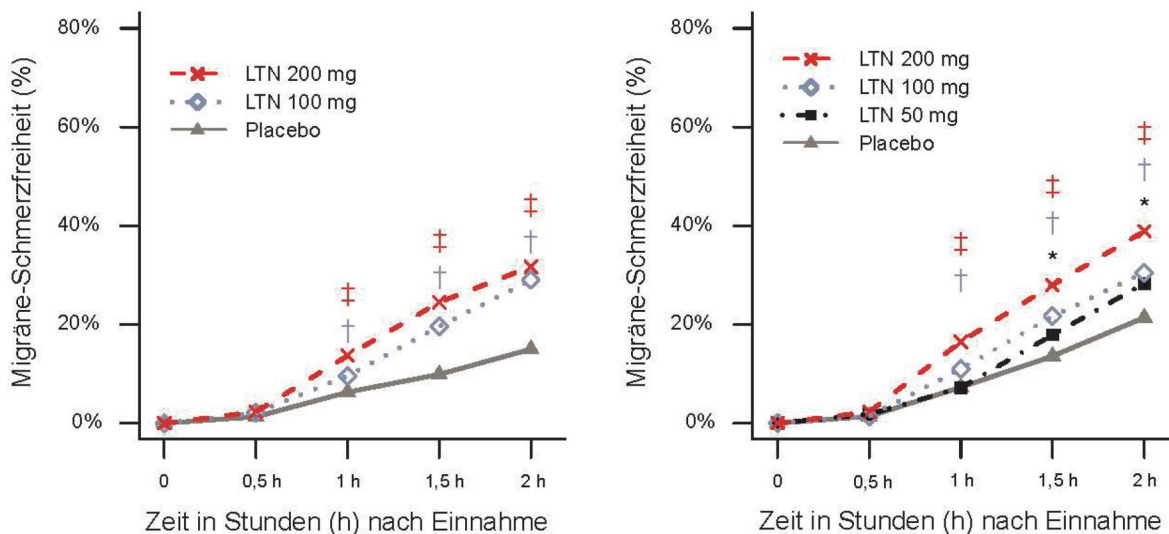 Migräne-Schmerzfreiheit (%)
80%
60%
40%
20%
0%
LTN 200 mg
LTN 100 mg
Placebo
‡
†
‡
†
‡
†
0
0,5 h
1 h
1,5 h
2 h
Zeit in Stunden (h) nach Einnahme
Migräne-Schmerzfreiheit (%)
80%
60%
40%
20%
0%
LTN 200 mg
LTN 100 mg
LTN 50 mg
Placebo
‡
†
‡
†
*
‡
†
*
0
0,5 h
1 h
1,5 h
2 h
Zeit in Stunden (h) nach Einnahme